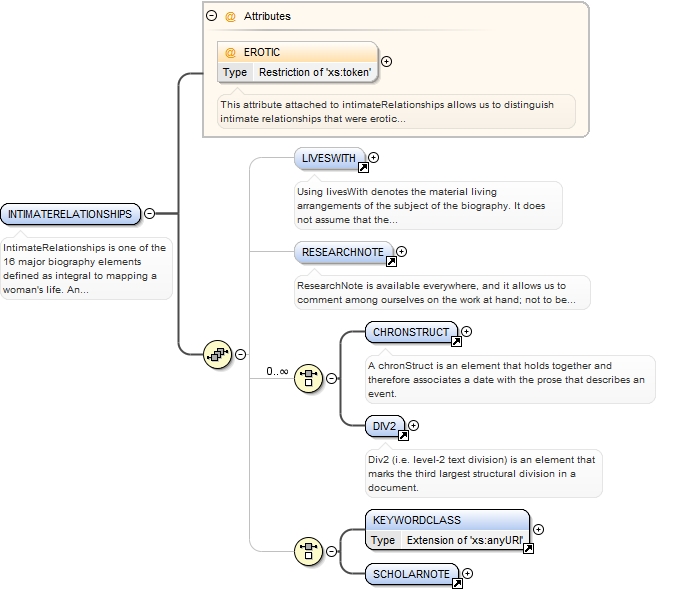 @ Attributes
@ EROTIC
Type Restriction of 'xs:token'
This attribute attached to intimateRelationships allows us to distinguish
intimate relationships that were erotic...
LIVESWITH
Using livesWith denotes the material living
arrangements of the subject of the biography. It does
not assume that the...
INTIMATERELATIONSHIPS
IntimateRelationships is one of the
16 major biography elements
defined as integral to mapping a
woman's life. An...
RESEARCHNOTE
ResearchNote is available everywhere, and it allows us to
comment among ourselves on the work at hand; not to be...
0..∞
CHRONSTRUCT
A chronStruct is an element that holds together and
therefore associates a date with the prose that describes an
event.
DIV2
Div2 (i.e. level-2 text division) is an element that
marks the third largest structural division in a
document.
KEYWORDCLASS
Type Extension of 'xs:anyURI'
SCHOLARNOTE